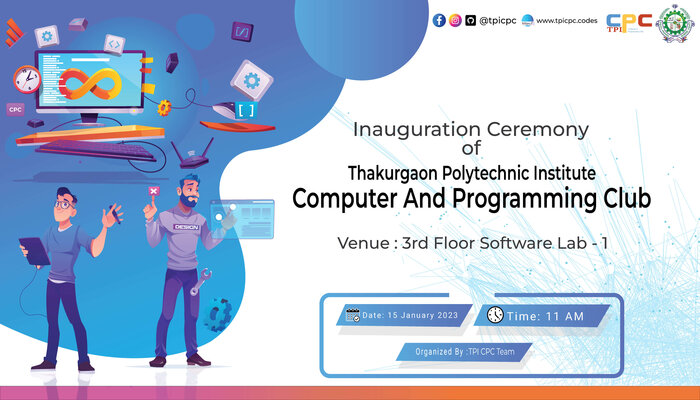 @tpicpc www.tpicpc.codes
CPC
TPI
CPC
DESIGN
Inauguration Ceremony
of
Thakurgaon Polytechnic Institute
Computer And Programming Club
Venue : 3rd Floor Software Lab - 1
Date: 15 January 2023
Time: 11 AM
Organized By :TPI CPC Team